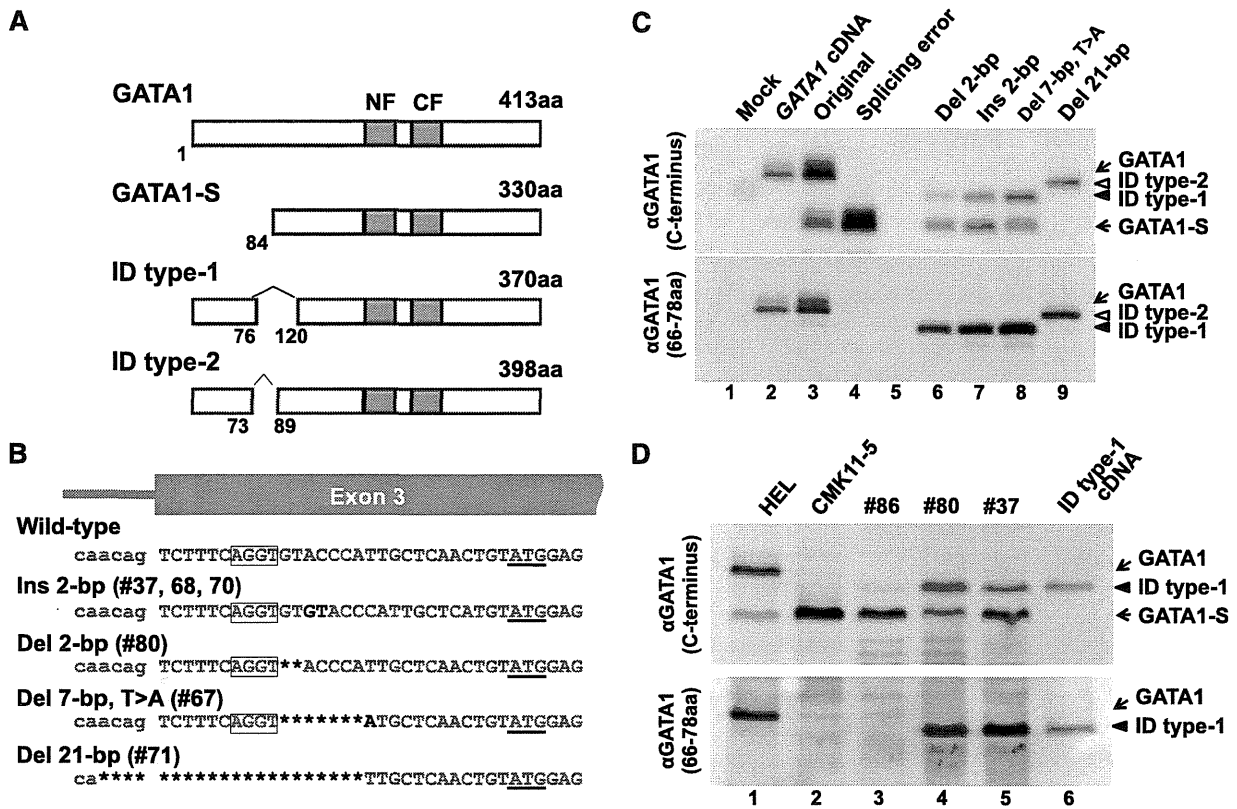 A
GATA1
NF
CF
413aa
1
GATA1-S
330aa
84
ID type-1
370aa
76
120
ID type-2
398aa
73
89
B
Exon 3
Wild-type
caacag TCTTTCAGGTGTACCCATTGCTCAACTGTATGGAG
Ins 2-bp (#37, 68, 70)
caacag TCTTTCAGGTGTGTACCCATTGCTCATGTATGGAG
Del 2-bp (#80)
caacag TCTTTCAGGT**ACCCATTGCTCAACTGTATGGAG
Del 7-bp, T>A (#67)
caacag TCTTTCAGGT*******ATGCTCAACTGTATGGAG
Del 21-bp (#71)
ca**** *****************TTGCTCAACTGTATGGAG
C
Mock
GATA1 cDNA
Original
Splicing error
Del 2-bp
Ins 2-bp
Del 7-bp, T>A
Del 21-bp
αGATA1
(C-terminus)
GATA1
ID type-2
ID type-1
GATA1-S
αGATA1
(66-78aa)
GATA1
ID type-2
ID type-1
1 2 3 4 5 6 7 8 9
D
HEL
CMK11-5
#86
#80
#37
ID type-1
cDNA
αGATA1
(C-terminus)
GATA1
ID type-1
GATA1-S
αGATA1
(66-78aa)
GATA1
ID type-1
1 2 3 4 5 6